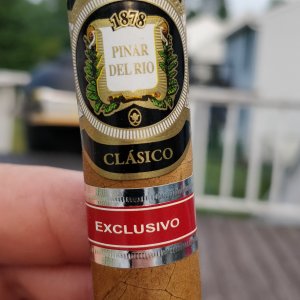 1878
PINAR
DEL RIO
CLÁSICO
EXCLUSIVO